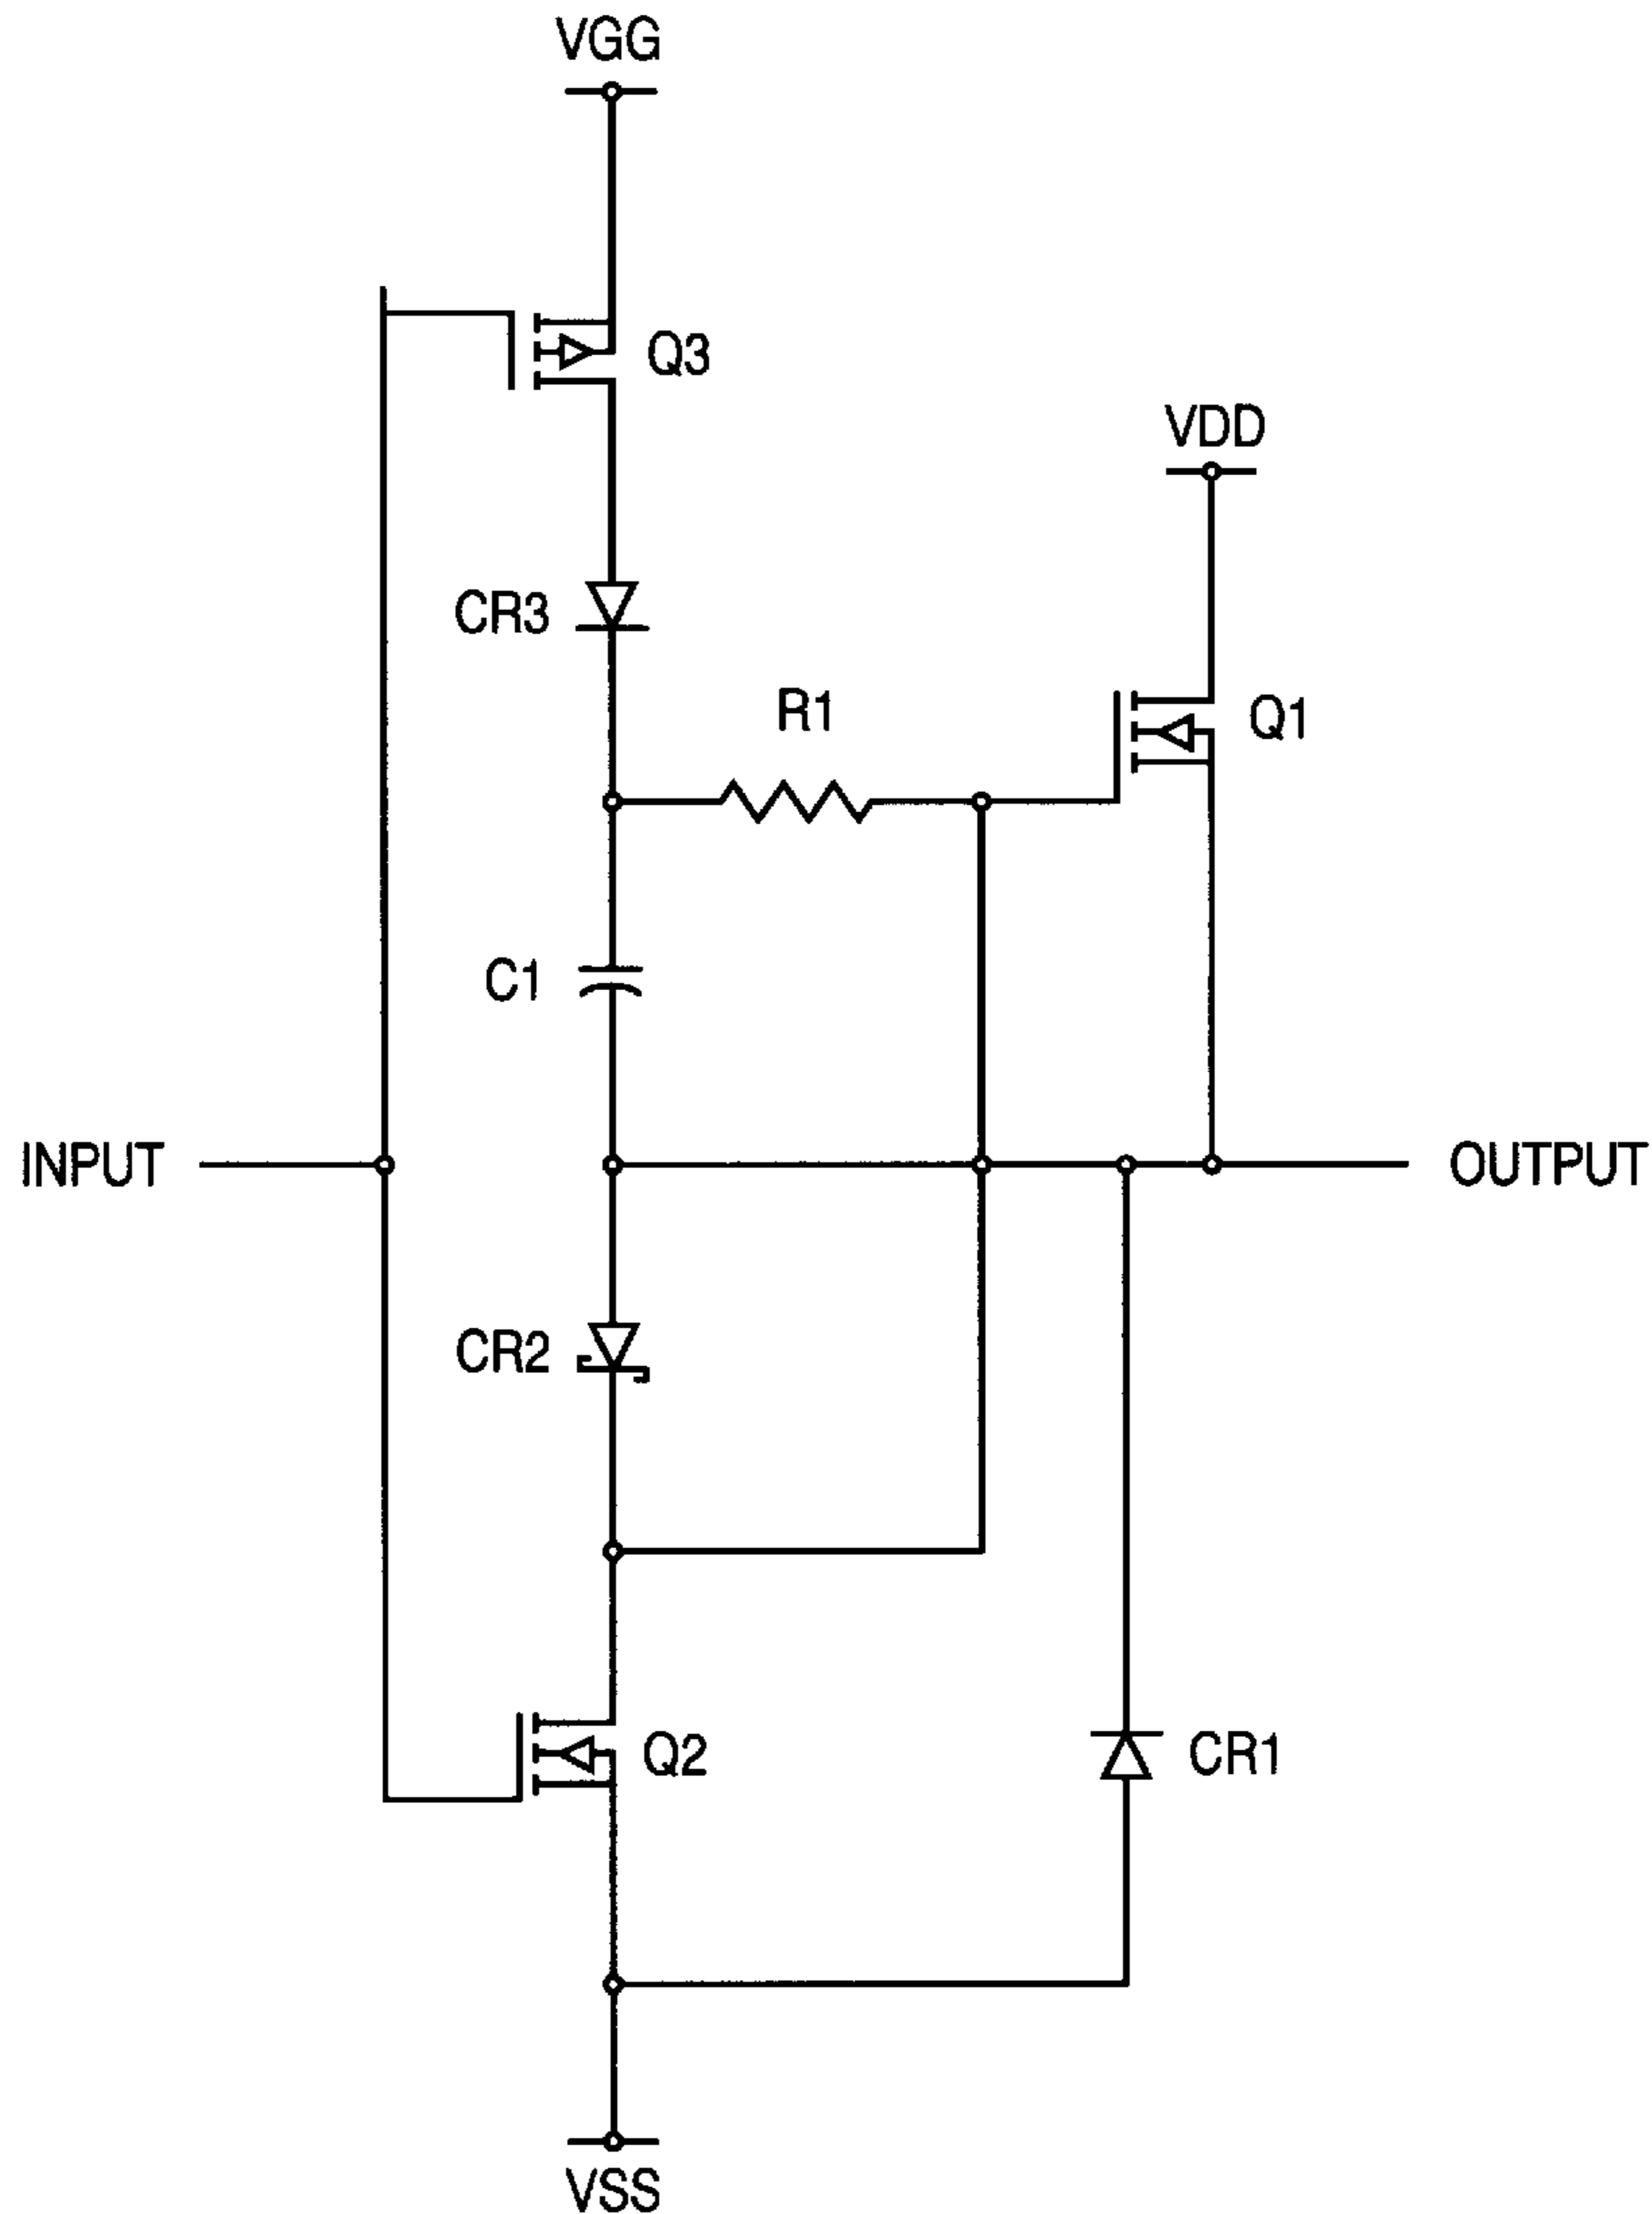 VGG
Q3
VDD
CR3
R1
Q1
C1
INPUT
OUTPUT
CR2
Q2
CR1
VSS